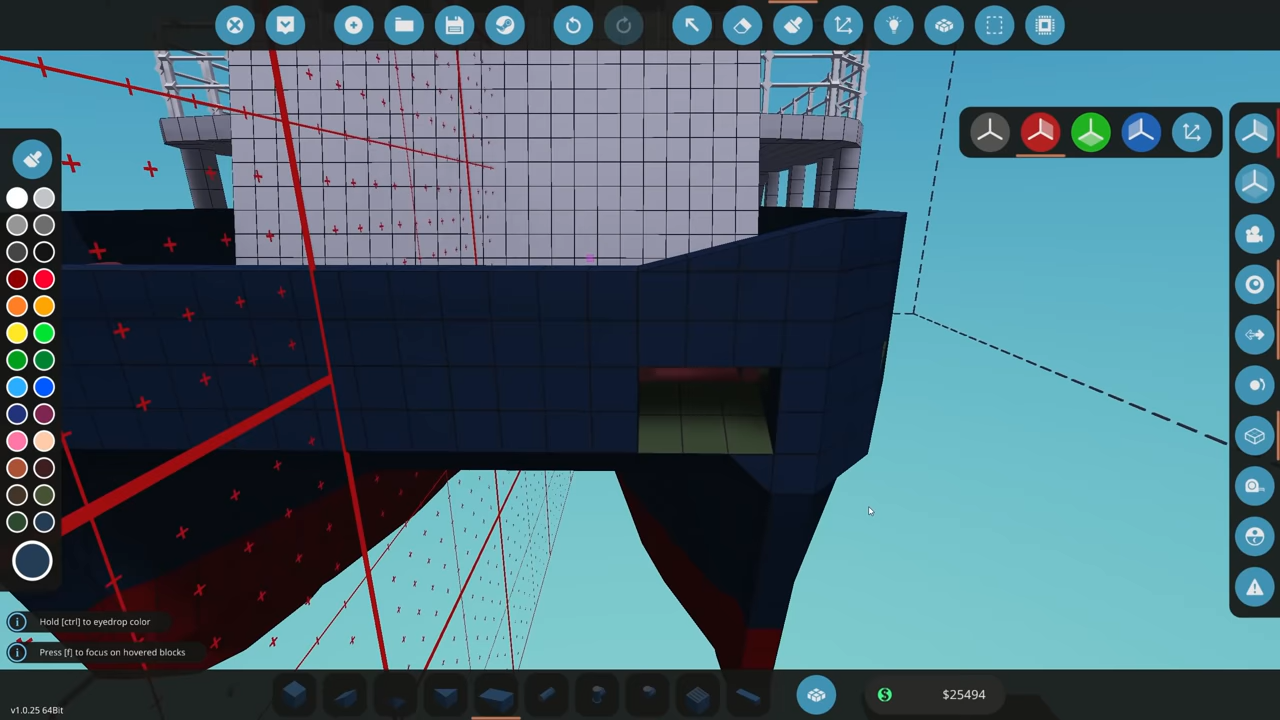 Hold [ctrl] to eyedrop color
Press [f] to focus on hovered blocks
$ $25494
v1.0.25 64Bit